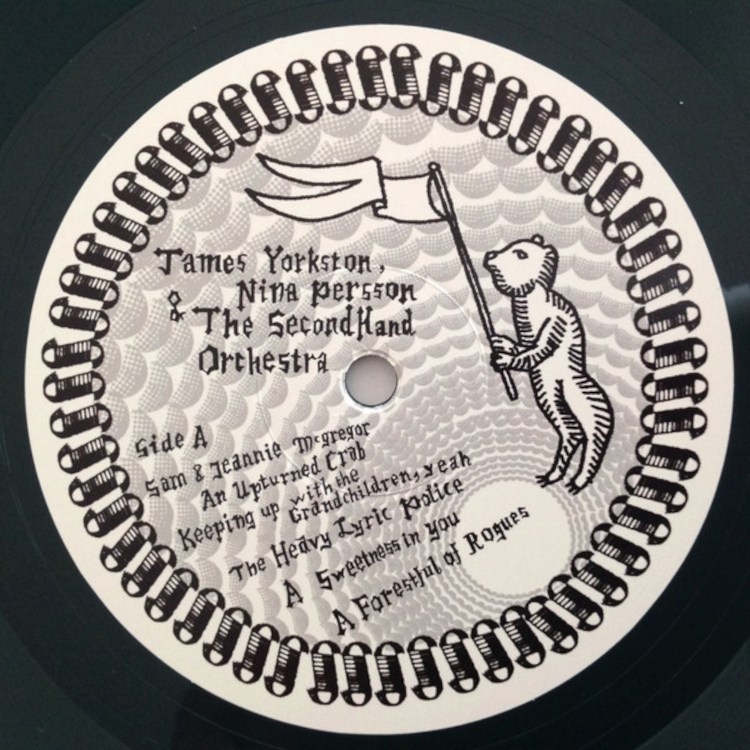 James Yorkston,
Nina Persson
& The SecondHand
Orchestra
Side A
Sam & Jeannie Mcgregor
An Upturned Crab
Keeping up with the
Grandchildren, yeah
The Heavy Lyric Police
A Sweetness in you
A Forestful of Rogues